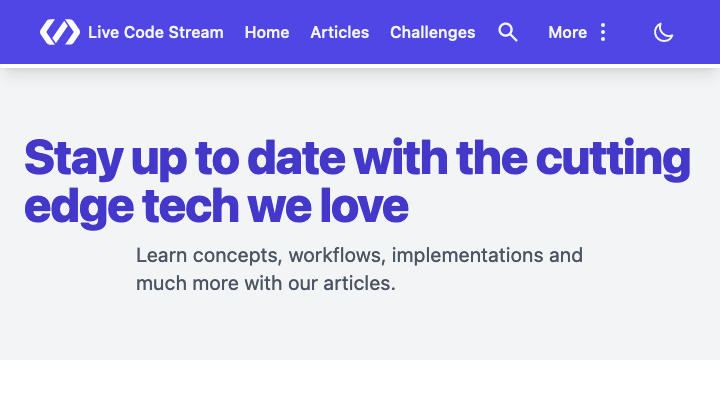 Live Code Stream Home Articles Challenges More
Stay up to date with the cutting
edge tech we love
Learn concepts, workflows, implementations and
much more with our articles.